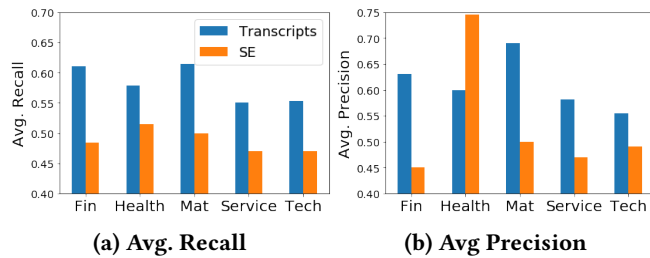 0.70
0.65
0.60
0.55
0.50
0.45
0.40
Avg. Recall
Transcripts
SE
Fin Health Mat Service Tech
(a) Avg. Recall
0.75
0.70
0.65
0.60
0.55
0.50
0.45
0.40
Avg. Precision
Fin Health Mat Service Tech
(b) Avg Precision